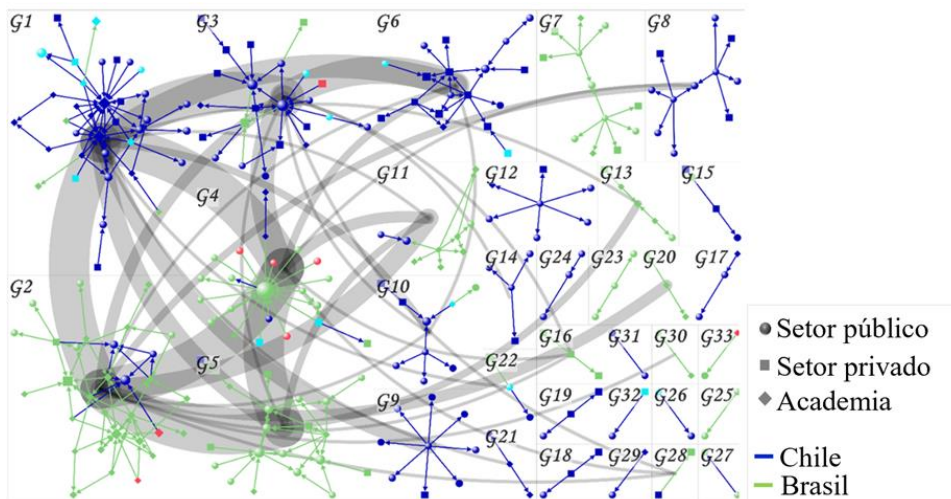 G1 G3 G6 G7 G8
G4 G11 G12 G13 G15
G2 G10 G14 G24 G23 G20 G17
G5 G22 G16 G31 G30 G33
G9 G19 G32 G26 G25
G21 G18 G29 G28 G27
Setor público
Setor privado
Academia
Chile
Brasil